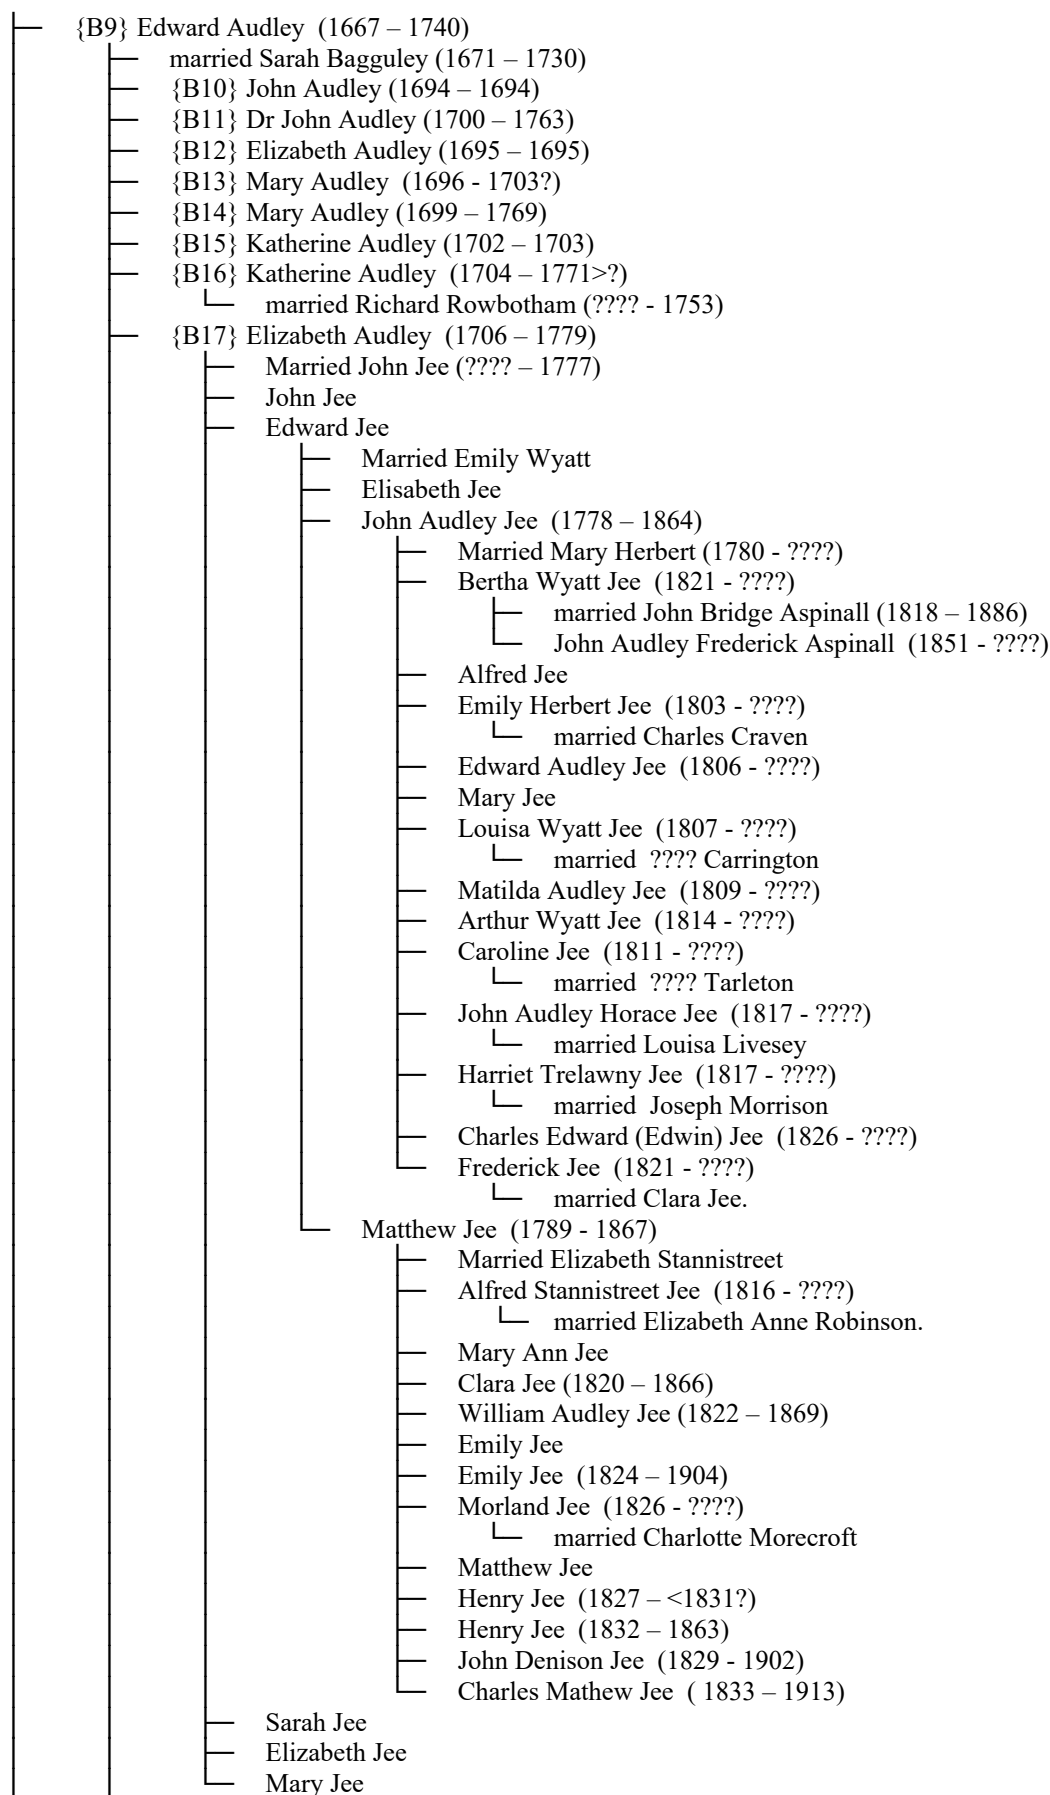 {B9} Edward Audley (1667 – 1740)
married Sarah Bagguley (1671 – 1730)
{B10} John Audley (1694 – 1694)
{B11} Dr John Audley (1700 – 1763)
{B12} Elizabeth Audley (1695 – 1695)
{B13} Mary Audley (1696 - 1703?)
{B14} Mary Audley (1699 – 1769)
{B15} Katherine Audley (1702 – 1703)
{B16} Katherine Audley (1704 – 1771>?)
married Richard Rowbotham (???? - 1753)
{B17} Elizabeth Audley (1706 – 1779)
Married John Jee (???? – 1777)
John Jee
Edward Jee
Married Emily Wyatt
Elisabeth Jee
John Audley Jee (1778 – 1864)
Married Mary Herbert (1780 - ????)
Bertha Wyatt Jee (1821 - ????)
married John Bridge Aspinall (1818 – 1886)
John Audley Frederick Aspinall (1851 - ????)
Alfred Jee
Emily Herbert Jee (1803 - ????)
married Charles Craven
Edward Audley Jee (1806 - ????)
Mary Jee
Louisa Wyatt Jee (1807 - ????)
married ???? Carrington
Matilda Audley Jee (1809 - ????)
Arthur Wyatt Jee (1814 - ????)
Caroline Jee (1811 - ????)
married ???? Tarleton
John Audley Horace Jee (1817 - ????)
married Louisa Livesey
Harriet Trelawny Jee (1817 - ????)
married Joseph Morrison
Charles Edward (Edwin) Jee (1826 - ????)
Frederick Jee (1821 - ????)
married Clara Jee.
Matthew Jee (1789 - 1867)
Married Elizabeth Stannistreet
Alfred Stannistreet Jee (1816 - ????)
married Elizabeth Anne Robinson.
Mary Ann Jee
Clara Jee (1820 – 1866)
William Audley Jee (1822 – 1869)
Emily Jee
Emily Jee (1824 – 1904)
Morland Jee (1826 - ????)
married Charlotte Morecroft
Matthew Jee
Henry Jee (1827 – <1831?)
Henry Jee (1832 – 1863)
John Denison Jee (1829 - 1902)
Charles Mathew Jee ( 1833 – 1913)
Sarah Jee
Elizabeth Jee
Mary Jee